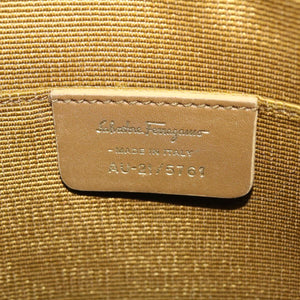 Salvatore Ferragamo
- MADE IN ITALY -
AU-21/5761